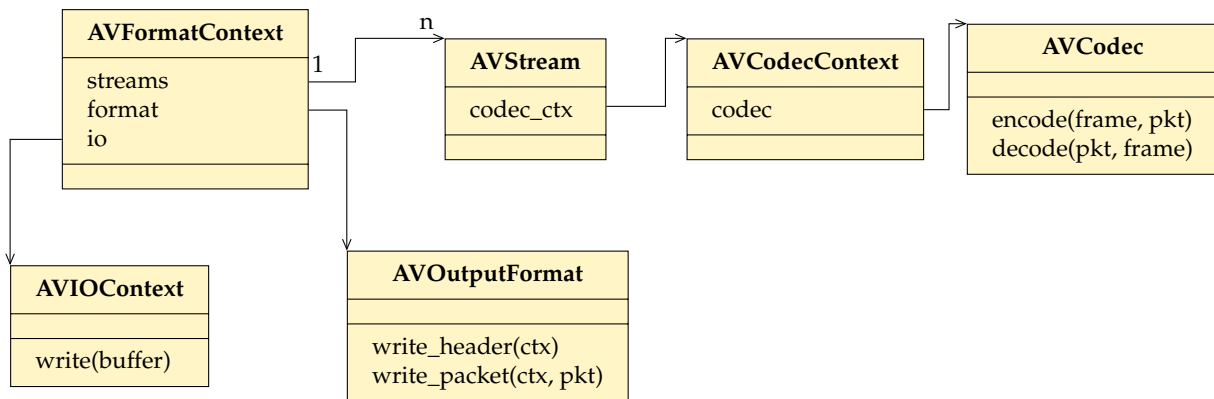 AVFormatContext
streams
format
io
1
n
AVStream
codec_ctx
AVCodecContext
codec
AVCodec
encode(frame, pkt)
decode(pkt, frame)
AVIOContext
write(buffer)
AVOutputFormat
write_header(ctx)
write_packet(ctx, pkt)